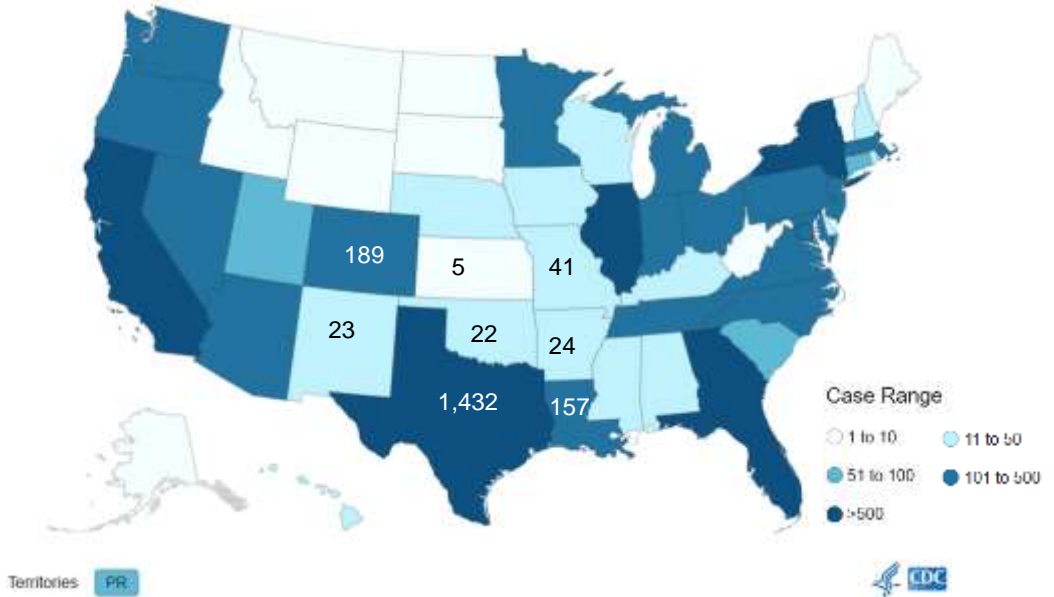 189
5
41
23
22
24
1,432
157
Case Range
1 to 10
11 to 50
51 to 100
101 to 500
>500
Territories PR
CDC